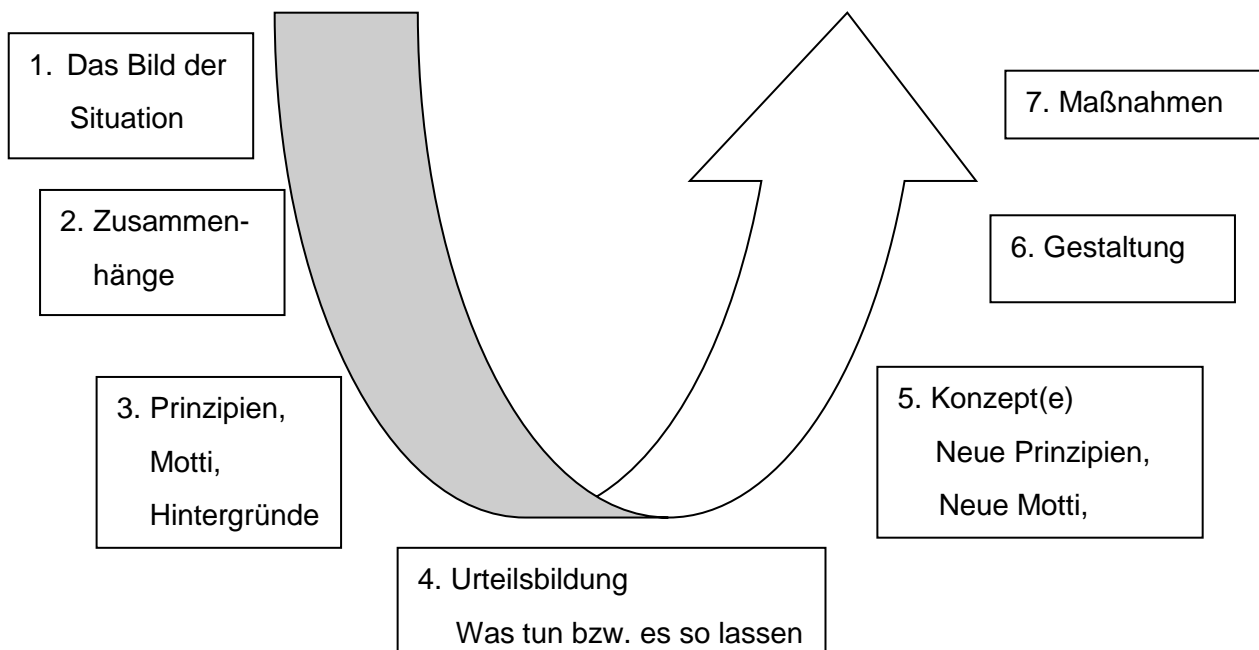 1. Das Bild der
Situation
2. Zusammen-
hänge
3. Prinzipien,
Motti,
Hintergründe
4. Urteilsbildung
Was tun bzw. es so lassen
5. Konzept(e)
Neue Prinzipien,
Neue Motti,
6. Gestaltung
7. Maßnahmen